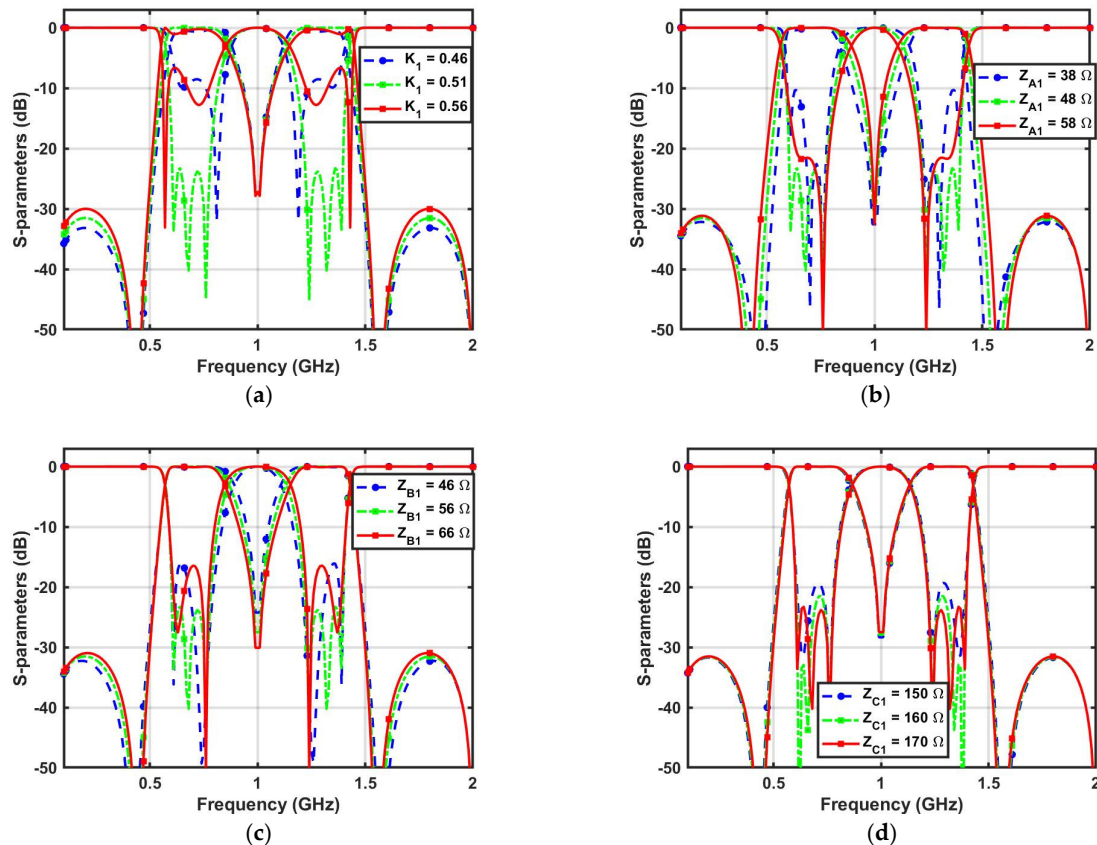 S-parameters (dB)
0
-10
-20
-30
-40
-50
0.5
1
1.5
2
Frequency (GHz)
K1 = 0.46
K1 = 0.51
K1 = 0.56
(a)
S-parameters (dB)
0
-10
-20
-30
-40
-50
0.5
1
1.5
2
Frequency (GHz)
ZA1 = 38 Ω
ZA1 = 48 Ω
ZA1 = 58 Ω
(b)
S-parameters (dB)
0
-10
-20
-30
-40
-50
0.5
1
1.5
2
Frequency (GHz)
ZB1 = 46 Ω
ZB1 = 56 Ω
ZB1 = 66 Ω
(c)
S-parameters (dB)
0
-10
-20
-30
-40
-50
0.5
1
1.5
2
Frequency (GHz)
ZC1 = 150 Ω
ZC1 = 160 Ω
ZC1 = 170 Ω
(d)